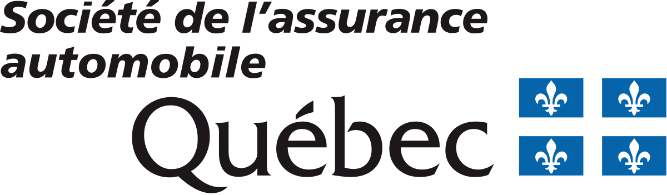 Société de l'assurance
automobile
Québec